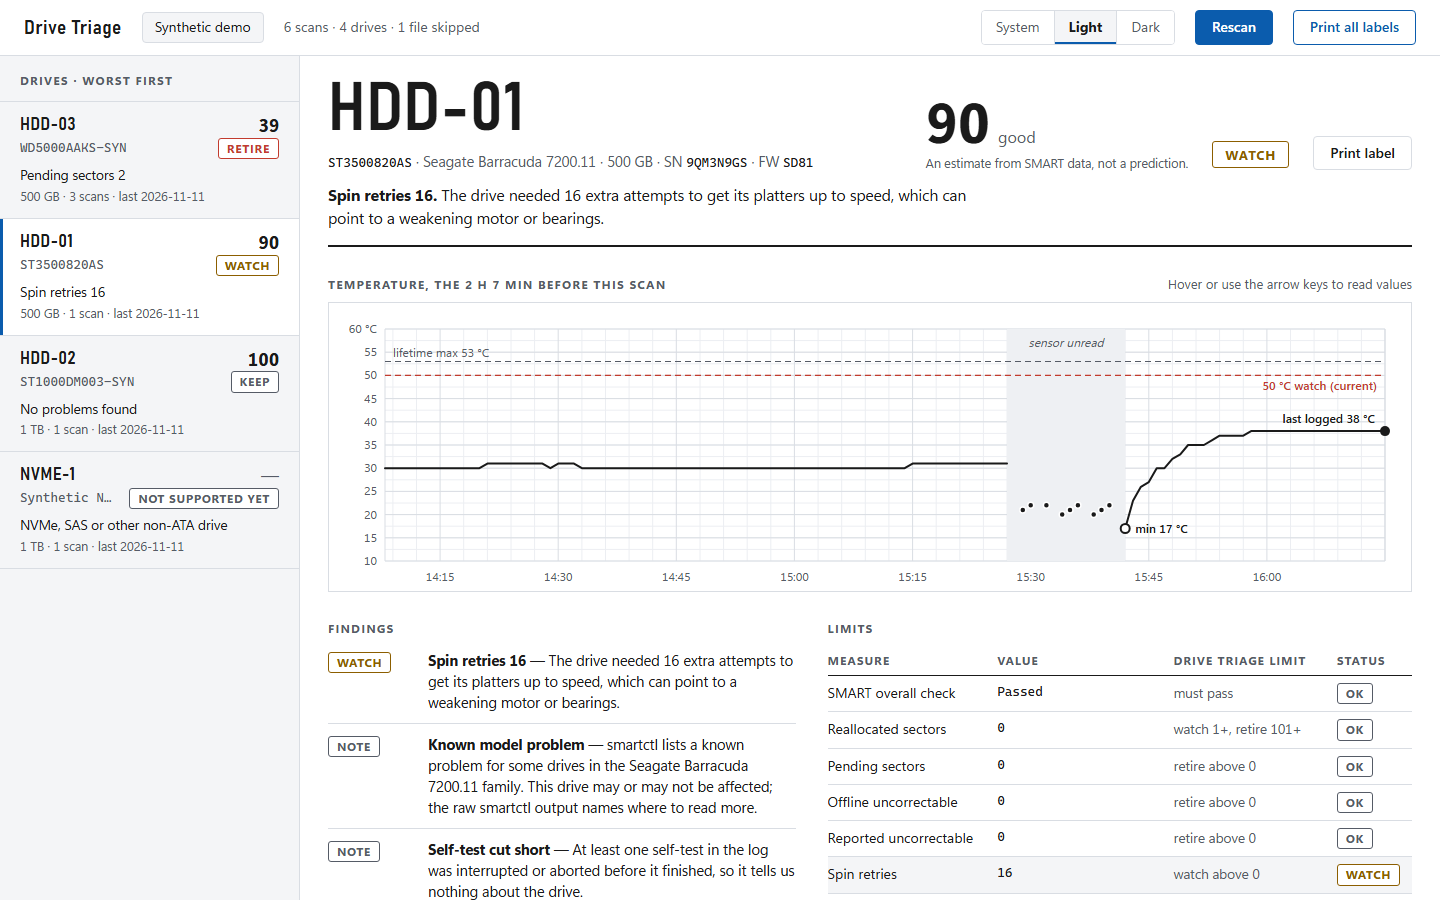 Drive Triage
Synthetic demo
6 scans · 4 drives · 1 file skipped
System
Light
Dark
Rescan
Print all labels
DRIVES · WORST FIRST
HDD-03
39
WD5000AAKS-SYN
RETIRE
Pending sectors 2
500 GB · 3 scans · last 2026-11-11
HDD-01
90
ST3500820AS
WATCH
Spin retries 16
500 GB · 1 scan · last 2026-11-11
HDD-02
100
ST1000DM003-SYN
KEEP
No problems found
1 TB · 1 scan · last 2026-11-11
NVME-1
—
Synthetic N…
NOT SUPPORTED YET
NVMe, SAS or other non-ATA drive
1 TB · 1 scan · last 2026-11-11
HDD-01
ST3500820AS · Seagate Barracuda 7200.11 · 500 GB · SN 9QM3N9GS · FW SD81
90 good
An estimate from SMART data, not a prediction.
WATCH
Print label
Spin retries 16. The drive needed 16 extra attempts to get its platters up to speed, which can
point to a weakening motor or bearings.
TEMPERATURE, THE 2 H 7 MIN BEFORE THIS SCAN
Hover or use the arrow keys to read values
60 °C
55
50
45
40
35
30
25
20
15
10
lifetime max 53 °C
sensor unread
50 °C watch (current)
last logged 38 °C
min 17 °C
14:15
14:30
14:45
15:00
15:15
15:30
15:45
16:00
FINDINGS
WATCH
Spin retries 16 — The drive needed 16 extra attempts to
get its platters up to speed, which can point to a
weakening motor or bearings.
NOTE
Known model problem — smartctl lists a known
problem for some drives in the Seagate Barracuda
7200.11 family. This drive may or may not be affected;
the raw smartctl output names where to read more.
NOTE
Self-test cut short — At least one self-test in the log
was interrupted or aborted before it finished, so it tells us
nothing about the drive.
LIMITS
MEASURE VALUE DRIVE TRIAGE LIMIT STATUS
SMART overall check Passed must pass OK
Reallocated sectors 0 watch 1+, retire 101+ OK
Pending sectors 0 retire above 0 OK
Offline uncorrectable 0 retire above 0 OK
Reported uncorrectable 0 retire above 0 OK
Spin retries 16 watch above 0 WATCH